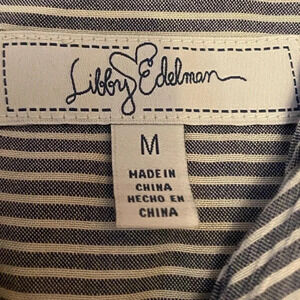 Libby Edelman
M
MADE IN
CHINA
HECHO EN
CHINA